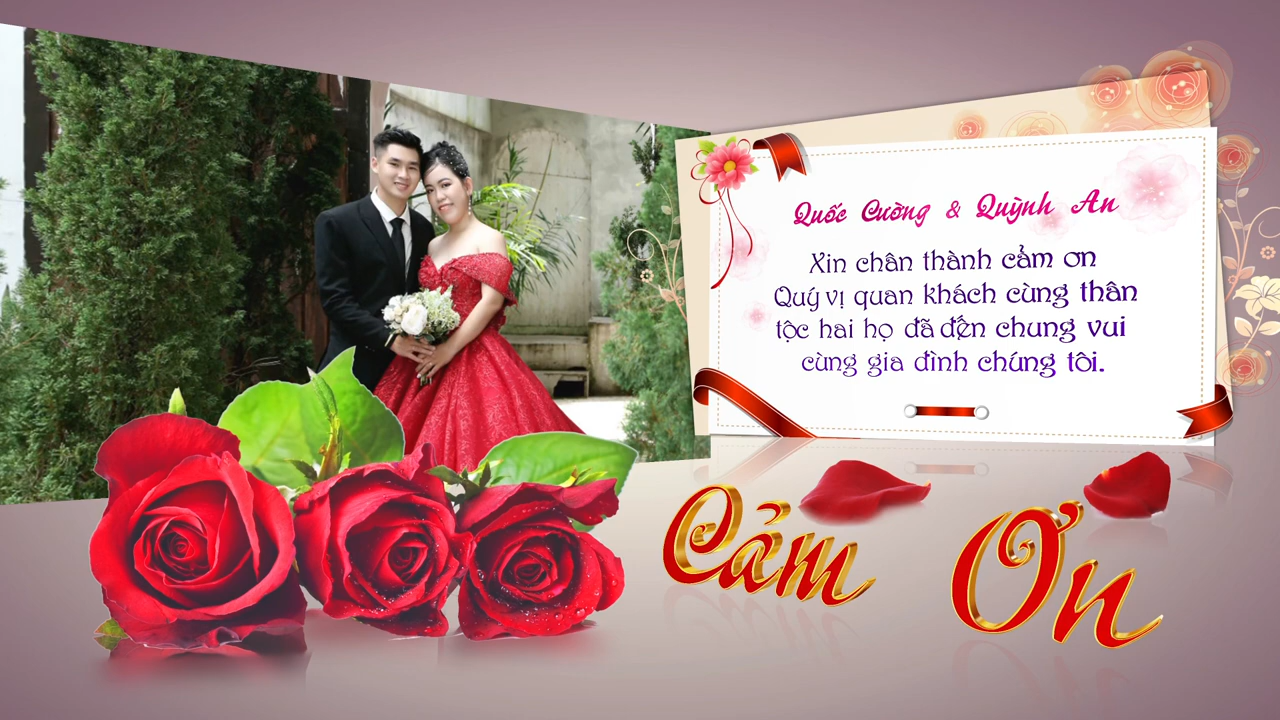 Quốc Cường & Quỳnh An
Xin chân thành cảm ơn
Quý vị quan khách cùng thân
tộc hai họ đã đến chung vui
cùng gia đình chúng tôi.
Cảm Ơn